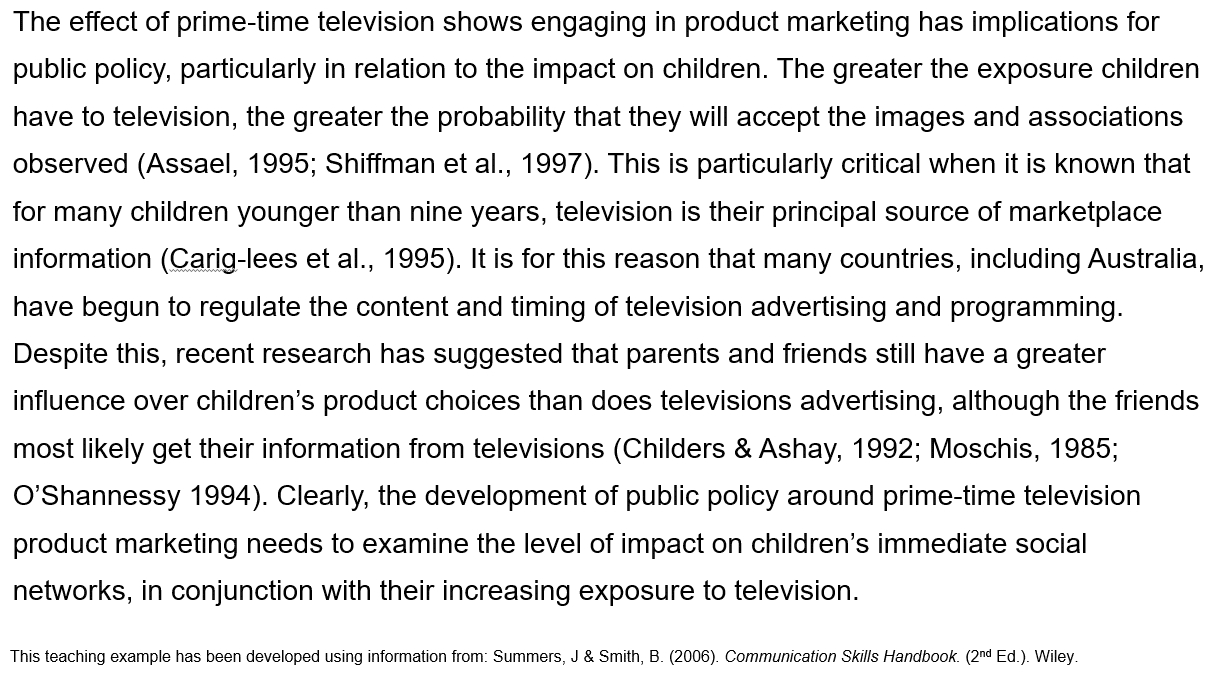 The effect of prime-time television shows engaging in product marketing has implications for
public policy, particularly in relation to the impact on children. The greater the exposure children
have to television, the greater the probability that they will accept the images and associations
observed (Assael, 1995; Shiffman et al., 1997). This is particularly critical when it is known that
for many children younger than nine years, television is their principal source of marketplace
information (Carig-lees et al., 1995). It is for this reason that many countries, including Australia,
have begun to regulate the content and timing of television advertising and programming.
Despite this, recent research has suggested that parents and friends still have a greater
influence over children’s product choices than does televisions advertising, although the friends
most likely get their information from televisions (Childers & Ashay, 1992; Moschis, 1985;
O’Shannessy 1994). Clearly, the development of public policy around prime-time television
product marketing needs to examine the level of impact on children’s immediate social
networks, in conjunction with their increasing exposure to television.
This teaching example has been developed using information from: Summers, J & Smith, B. (2006). Communication Skills Handbook. (2nd Ed.). Wiley.